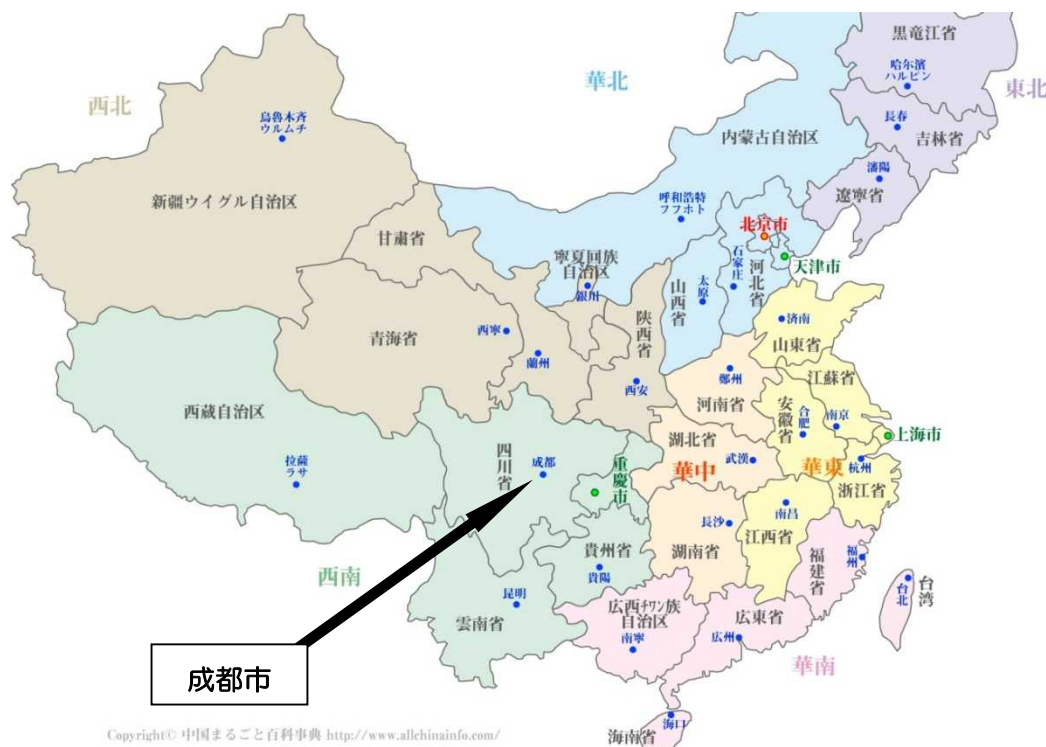 黒竜江省
哈尔濱
ハルビン
東北
華北
西北
烏魯木斉
ウルムチ
長春
吉林省
内蒙古自治区
瀋陽
遼寧省
新疆ウイグル自治区
呼和浩特
フフホト
北京市
甘粛省
寧夏回族
自治区
銀川
石家庄
河北省
天津市
太原
山西省
陝西省
済南
山東省
青海省
西寧
蘭州
西安
鄭州
河南省
江蘇省
安徽省
合肥
南京
上海市
西蔵自治区
拉薩
ラサ
四川省
成都
重慶市
湖北省
武漢
華中
華東
杭州
浙江省
長沙
湖南省
南昌
江西省
貴州省
貴陽
西南
昆明
雲南省
福州
福建省
台湾
台北
広西チワン族
自治区
南寧
広東省
広州
華南
成都市
海口
海南省
Copyright© 中国まるごと百科事典 http://www.allchinainfo.com/